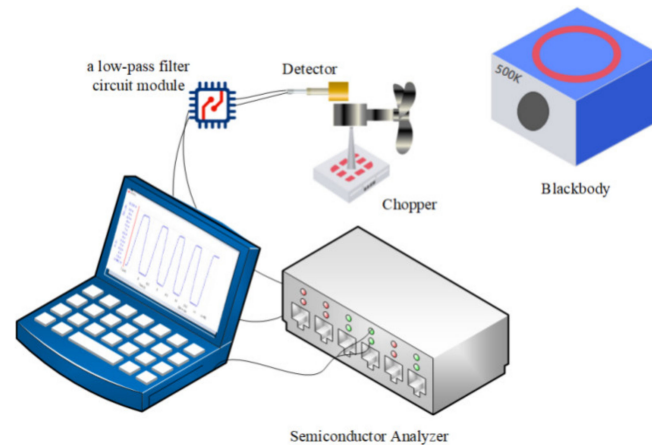 a low-pass filter
circuit module
Detector
500K
Chopper
Blackbody
Semiconductor Analyzer